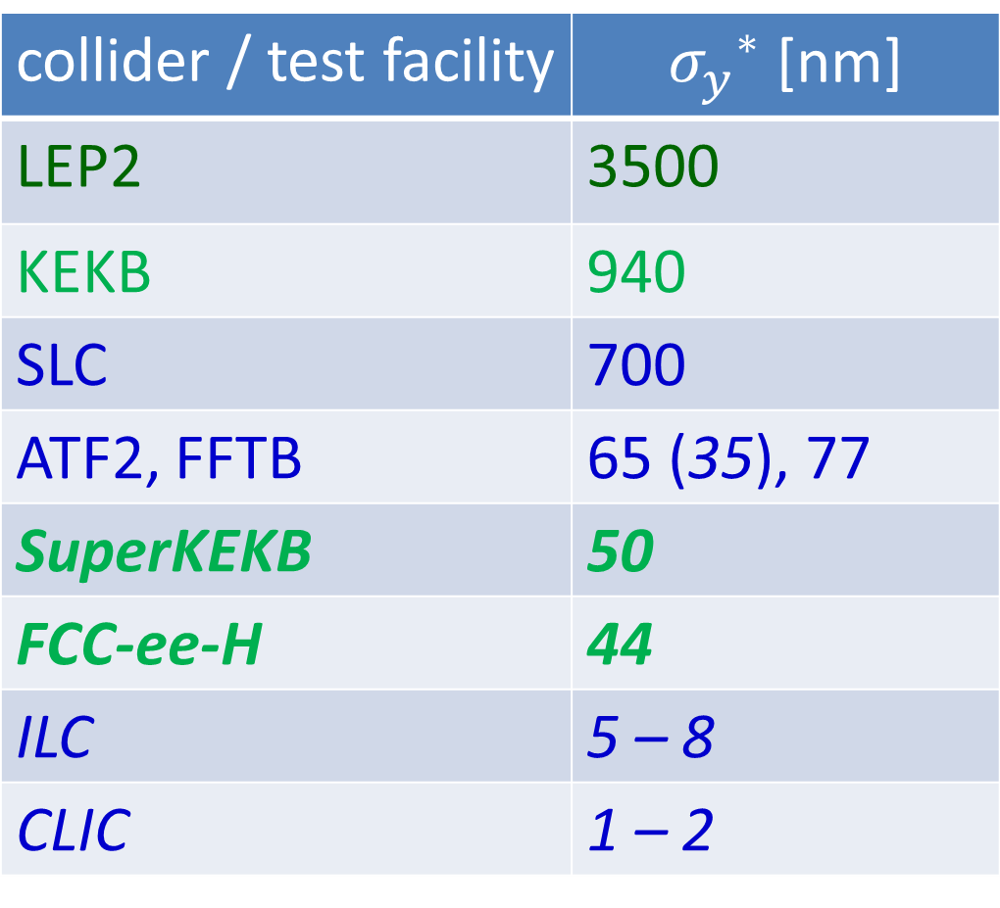 collider / test facility σy* [nm]
LEP2 3500
KEKB 940
SLC 700
ATF2, FFTB 65 (35), 77
SuperKEKB 50
FCC-ee-H 44
ILC 5 – 8
CLIC 1 – 2